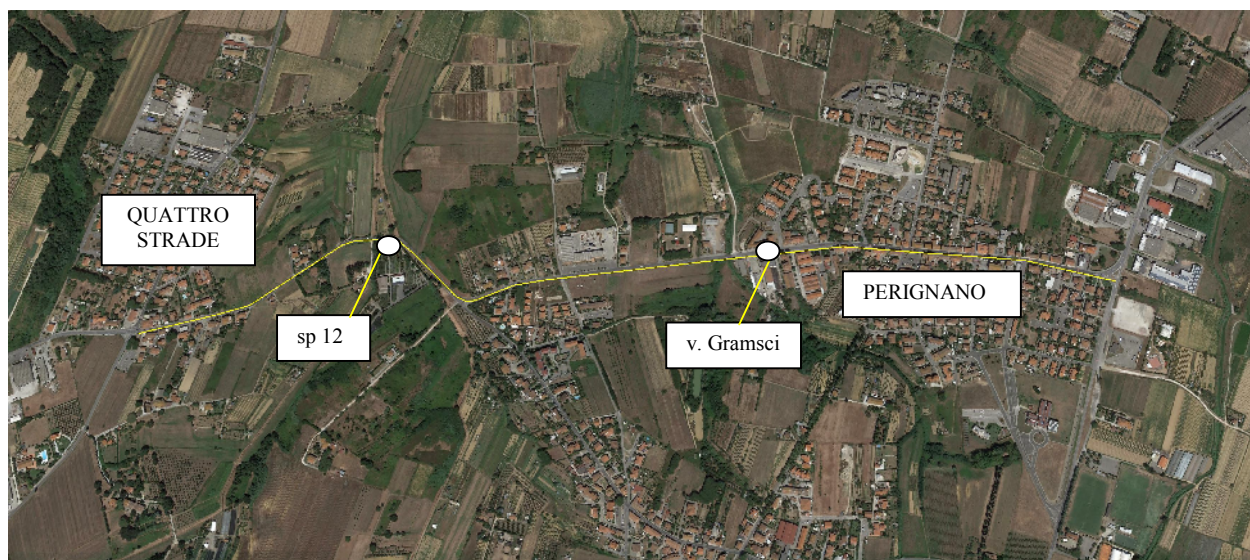 QUATTRO
STRADE
sp 12
v. Gramsci
PERIGNANO